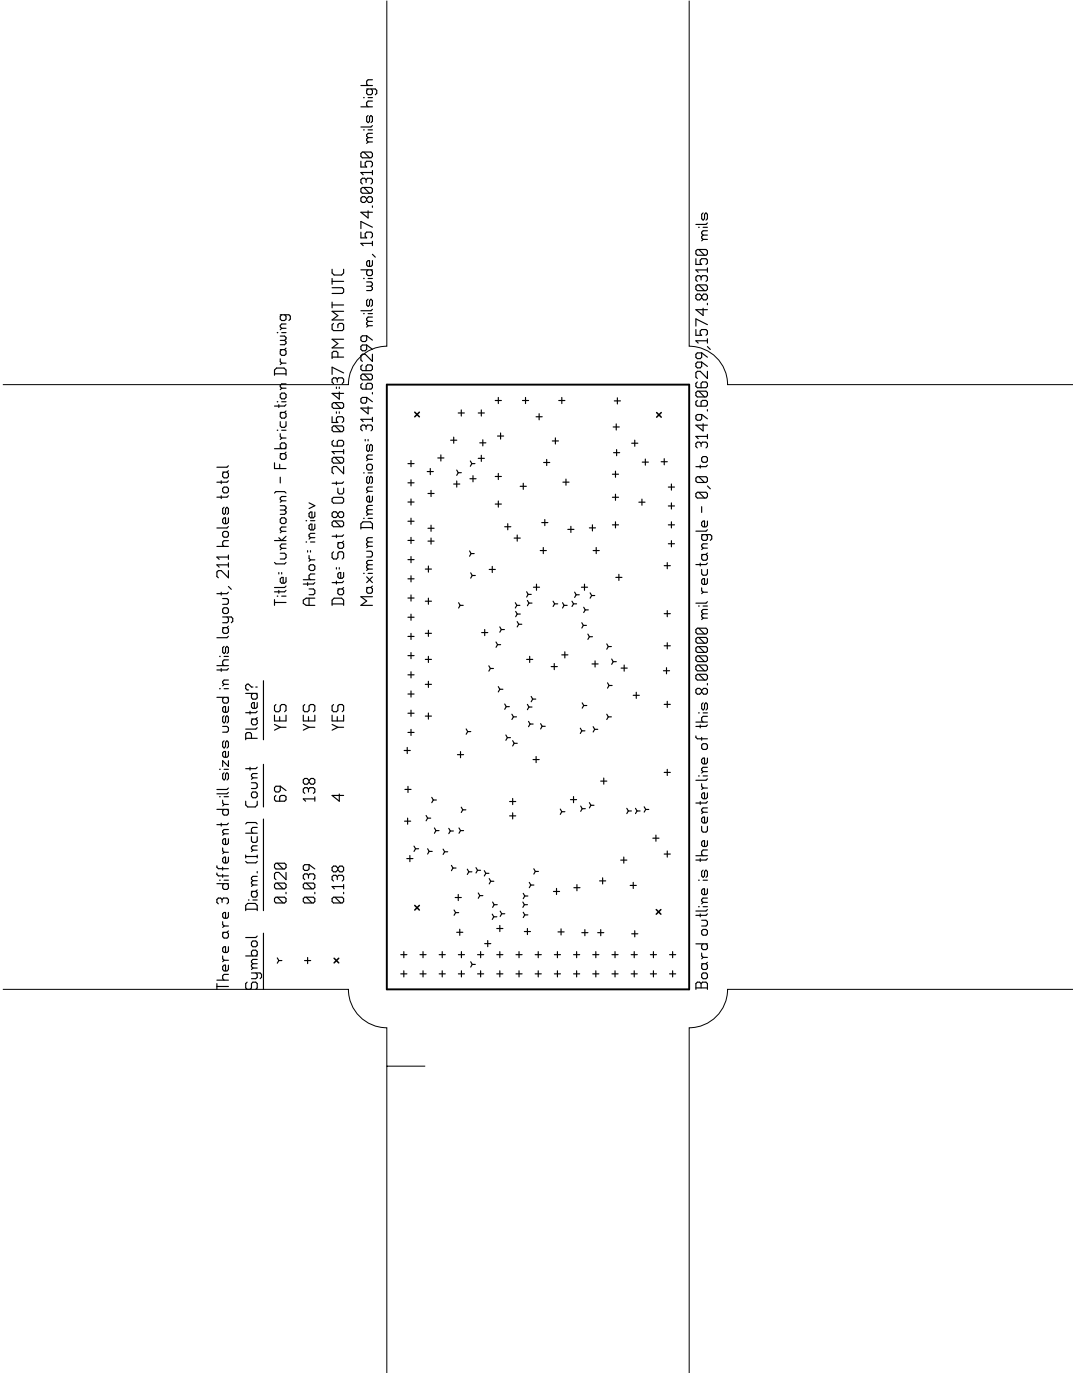 There are 3 different drill sizes used in this layout, 211 holes total
Symbol Diam. (Inch) Count Plated?
0.020 69 YES
0.039 138 YES
0.138 4 YES
Title: (unknown) - Fabrication Drawing
Author: ineiev
Date: Sat 08 Oct 2016 05:04:37 PM GMT UTC
Maximum Dimensions: 3149.606299 mils wide, 1574.803150 mils high
Board outline is the centerline of this 8.000000 mil rectangle - 0,0 to 3149.606299,1574.803150 mils